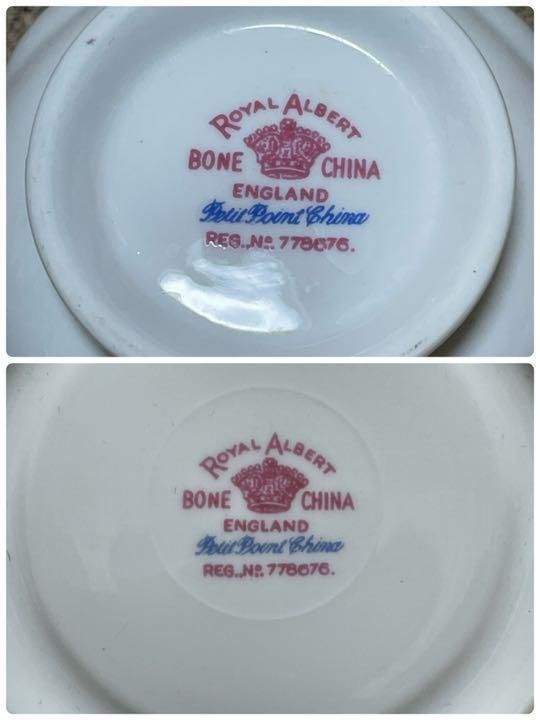 ROYAL ALBERT
BONE CHINA
ENGLAND
Petit Point China
REG.,No. 778676.
ROYAL ALBERT
BONE CHINA
ENGLAND
Petit Point China
REG.,No. 778676.